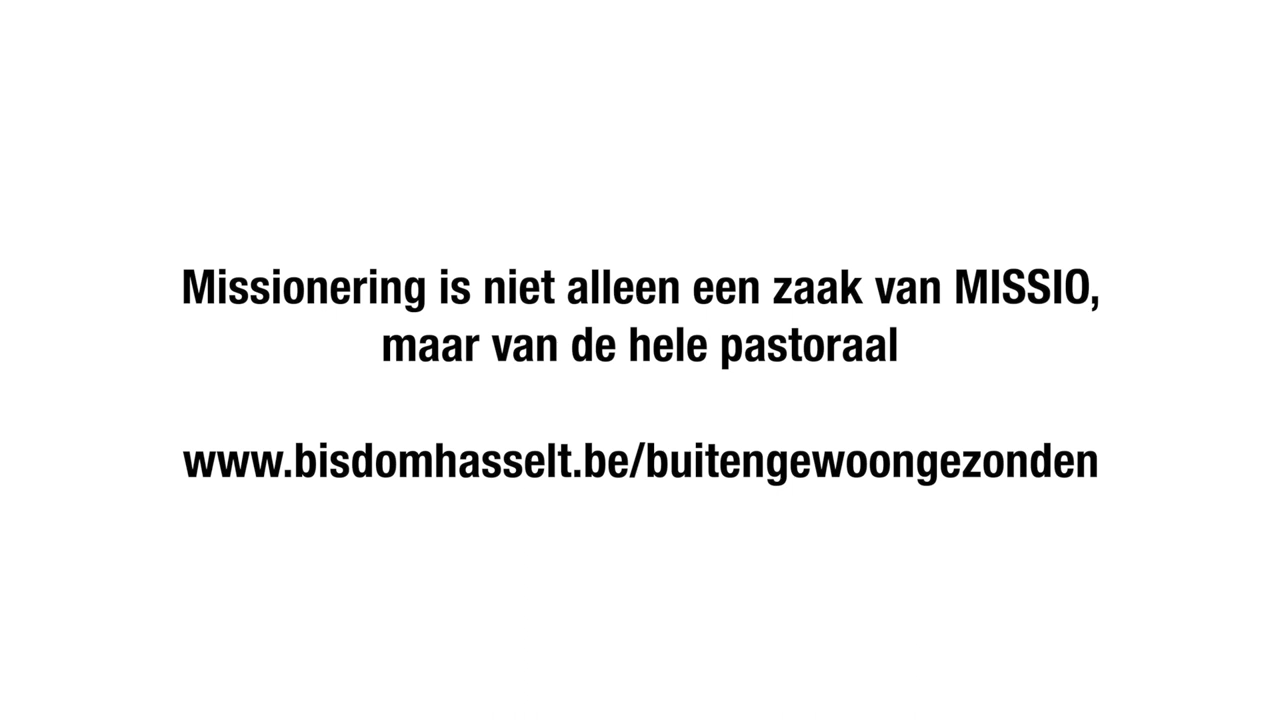 Missionering is niet alleen een zaak van MISSIO,
maar van de hele pastoraal
www.bisdomhasselt.be/buitengewoongezonden